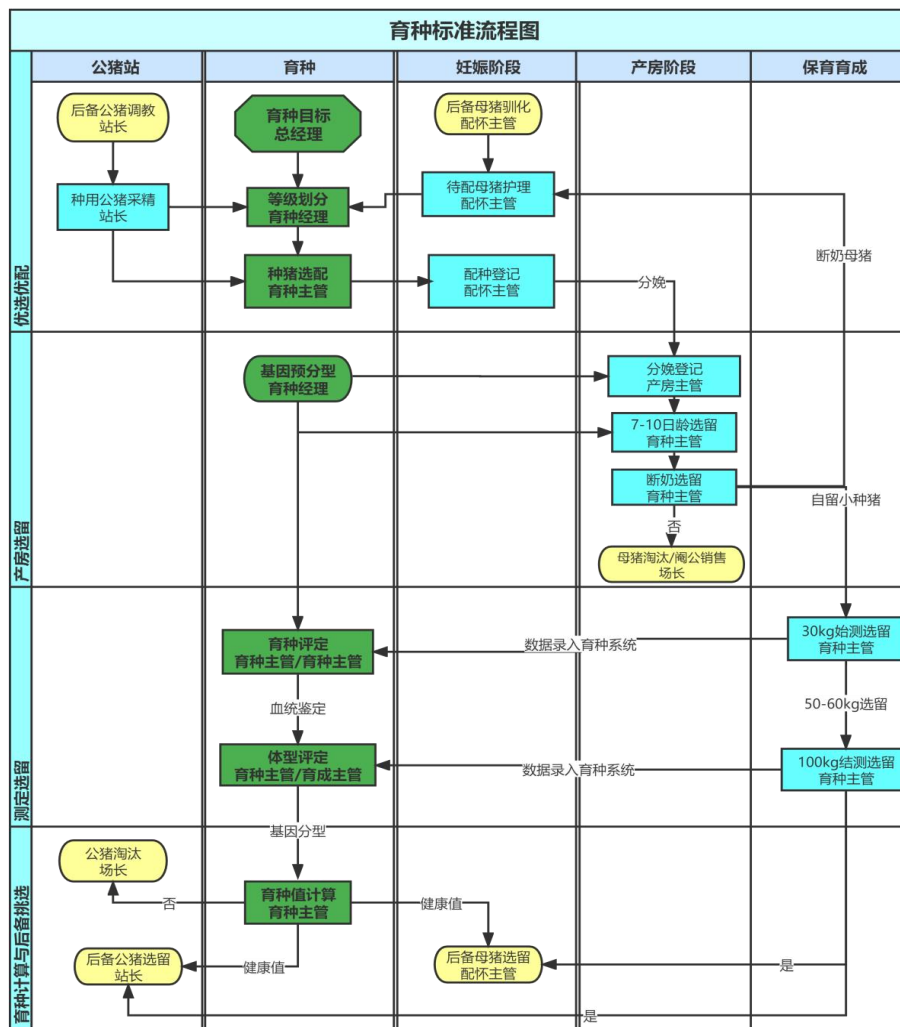 育种标准流程图
公猪站
育种
妊娠阶段
产房阶段
保育育成
优选优配
后备公猪调教
站长
育种目标
总经理
后备母猪驯化
配怀主管
种用公猪采精
站长
等级划分
育种经理
待配母猪护理
配怀主管
断奶母猪
种猪选配
育种主管
配种登记
配怀主管
分娩
产房选留
基因预分型
育种经理
分娩登记
产房主管
7-10日龄选留
育种主管
断奶选留
育种主管
自留小种猪
否
母猪淘汰/阉公销售
场长
测定选留
育种评定
育种主管/育种主管
数据录入育种系统
30kg始测选留
育种主管
血统鉴定
50-60kg选留
体型评定
育种主管/育成主管
数据录入育种系统
100kg结测选留
育种主管
育种计算与后备挑选
基因分型
公猪淘汰
场长
否
育种值计算
育种主管
健康值
后备公猪选留
站长
健康值
后备母猪选留
配怀主管
是
是